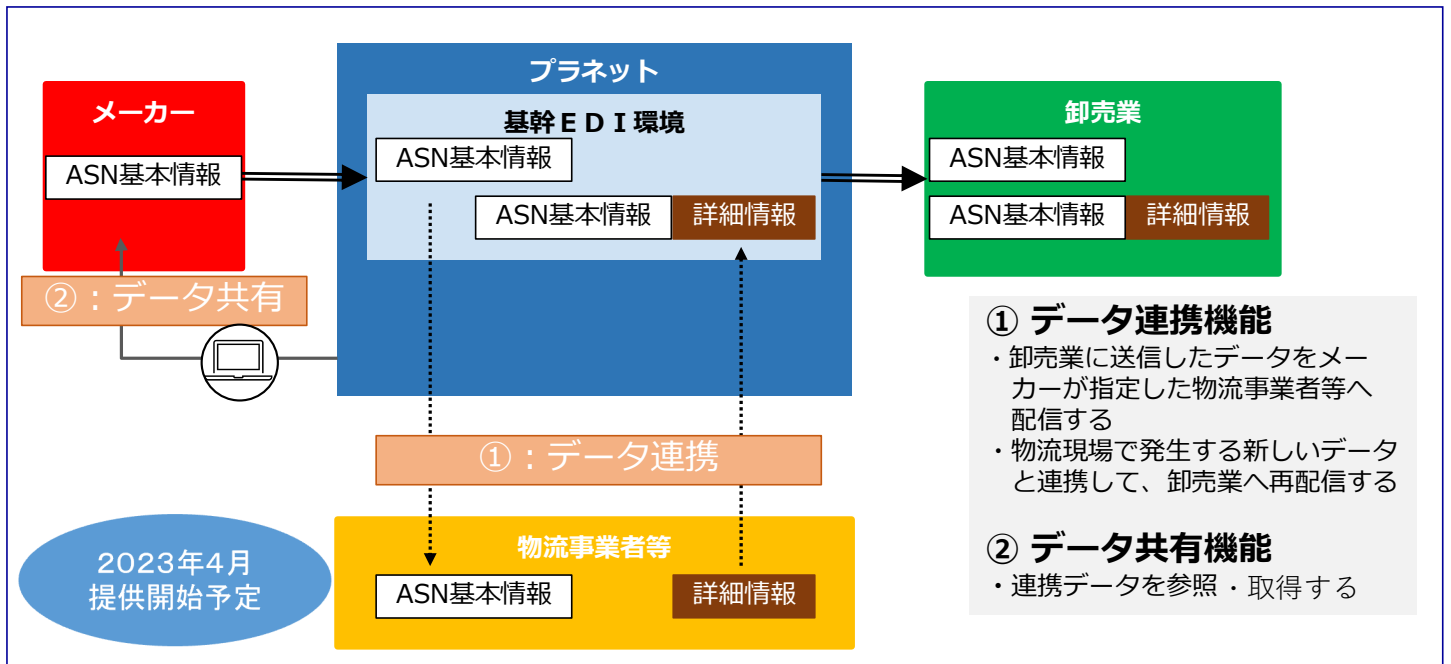 プラネット
メーカー
基幹ＥＤＩ環境
卸売業
ASN基本情報
ASN基本情報
ASN基本情報
ASN基本情報
詳細情報
ASN基本情報
詳細情報
②：データ共有
① データ連携機能
・卸売業に送信したデータをメー
カーが指定した物流事業者等へ
配信する
・物流現場で発生する新しいデータ
と連携して、卸売業へ再配信する
② データ共有機能
・連携データを参照・取得する
①：データ連携
物流事業者等
ASN基本情報
詳細情報
2023年4月
提供開始予定